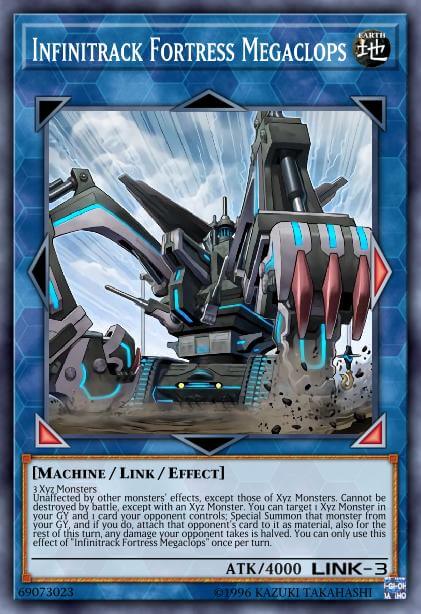 INFINITRACK FORTRESS MEGACLOPS
EARTH
地
[MACHINE / LINK / EFFECT]
3 Xyz Monsters
Unaffected by other monsters' effects, except those of Xyz Monsters. Cannot be
destroyed by battle, except with an Xyz Monster. You can target 1 Xyz Monster in
your GY and 1 card your opponent controls; Special Summon that monster from
your GY, and if you do, attach that opponent's card to it as material, also for the
rest of this turn, any damage your opponent takes is halved. You can only use this
effect of "Infinitrack Fortress Megaclops" once per turn.
ATK/4000 LINK-3
69073023
©1996 KAZUKI TAKAHASHI